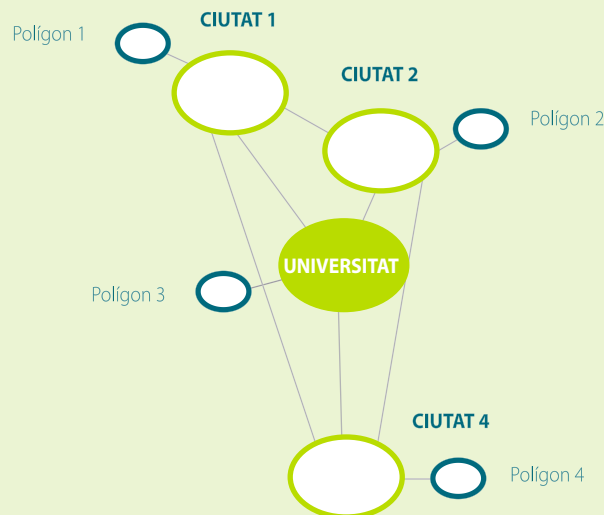 CIUTAT 1
Polígon 1
CIUTAT 2
Polígon 2
UNIVERSITAT
Polígon 3
CIUTAT 4
Polígon 4